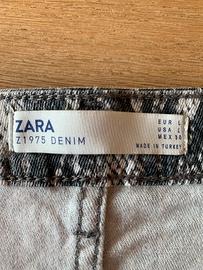 ZARA
Z1975 DENIM
EUR L
USA L
MEX 30
MADE IN TURKEY